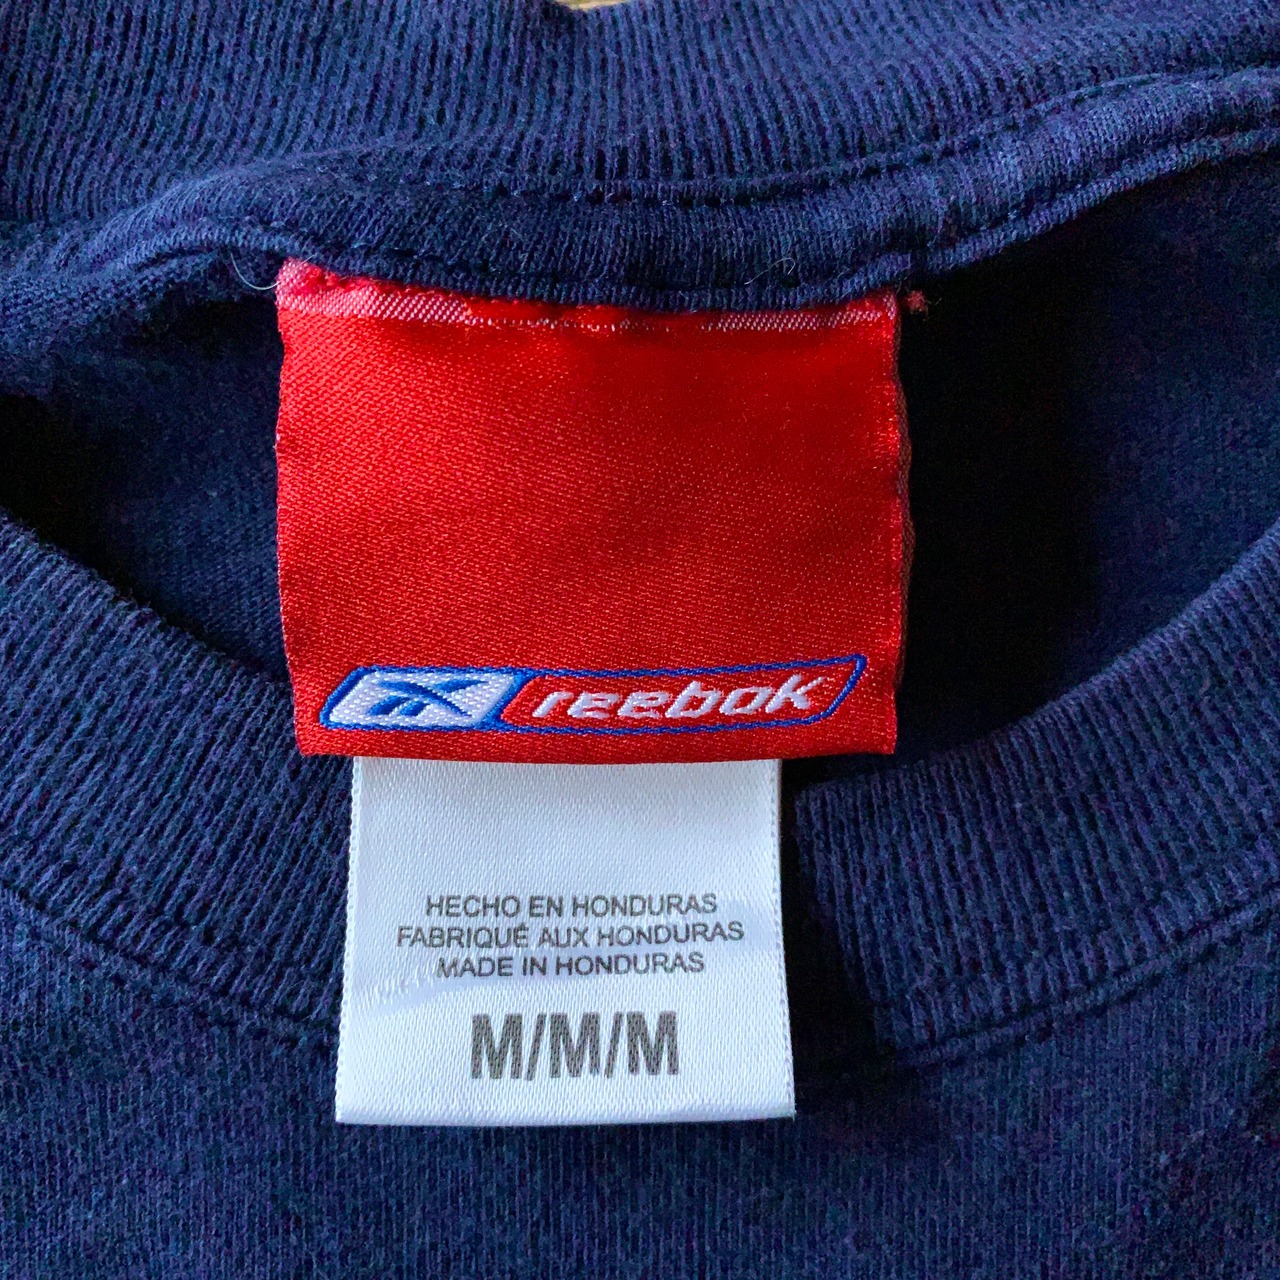 reebok
HECHO EN HONDURAS
FABRIQUÉ AUX HONDURAS
MADE IN HONDURAS
M/M/M